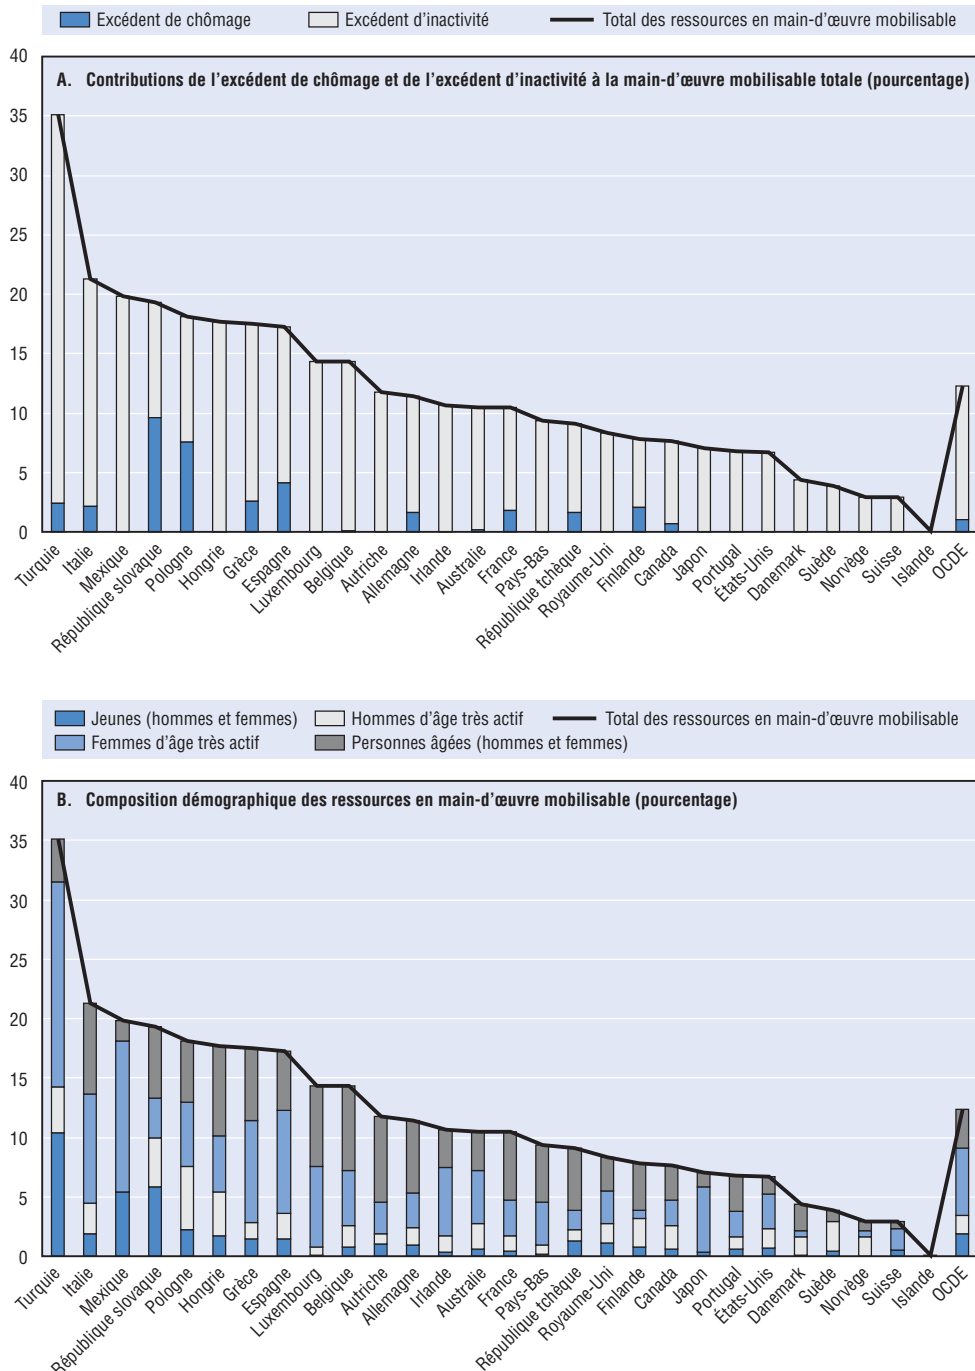 Excédent de chômage Excédent d'inactivité Total des ressources en main-d'œuvre mobilisable
40
A. Contributions de l'excédent de chômage et de l'excédent d'inactivité à la main-d'œuvre mobilisable totale (pourcentage)
35
30
25
20
15
10
5
0
Turquie
Italie
Mexique
République slovaque
Pologne
Hongrie
Grèce
Espagne
Luxembourg
Belgique
Autriche
Allemagne
Irlande
Australie
France
Pays-Bas
République tchèque
Royaume-Uni
Finlande
Canada
Japon
Portugal
États-Unis
Danemark
Suède
Norvège
Suisse
Islande
OCDE
Jeunes (hommes et femmes) Hommes d'âge très actif Total des ressources en main-d'œuvre mobilisable
Femmes d'âge très actif Personnes âgées (hommes et femmes)
40
B. Composition démographique des ressources en main-d'œuvre mobilisable (pourcentage)
35
30
25
20
15
10
5
0
Turquie
Italie
Mexique
République slovaque
Pologne
Hongrie
Grèce
Espagne
Luxembourg
Belgique
Autriche
Allemagne
Irlande
Australie
France
Pays-Bas
République tchèque
Royaume-Uni
Finlande
Canada
Japon
Portugal
États-Unis
Danemark
Suède
Norvège
Suisse
Islande
OCDE